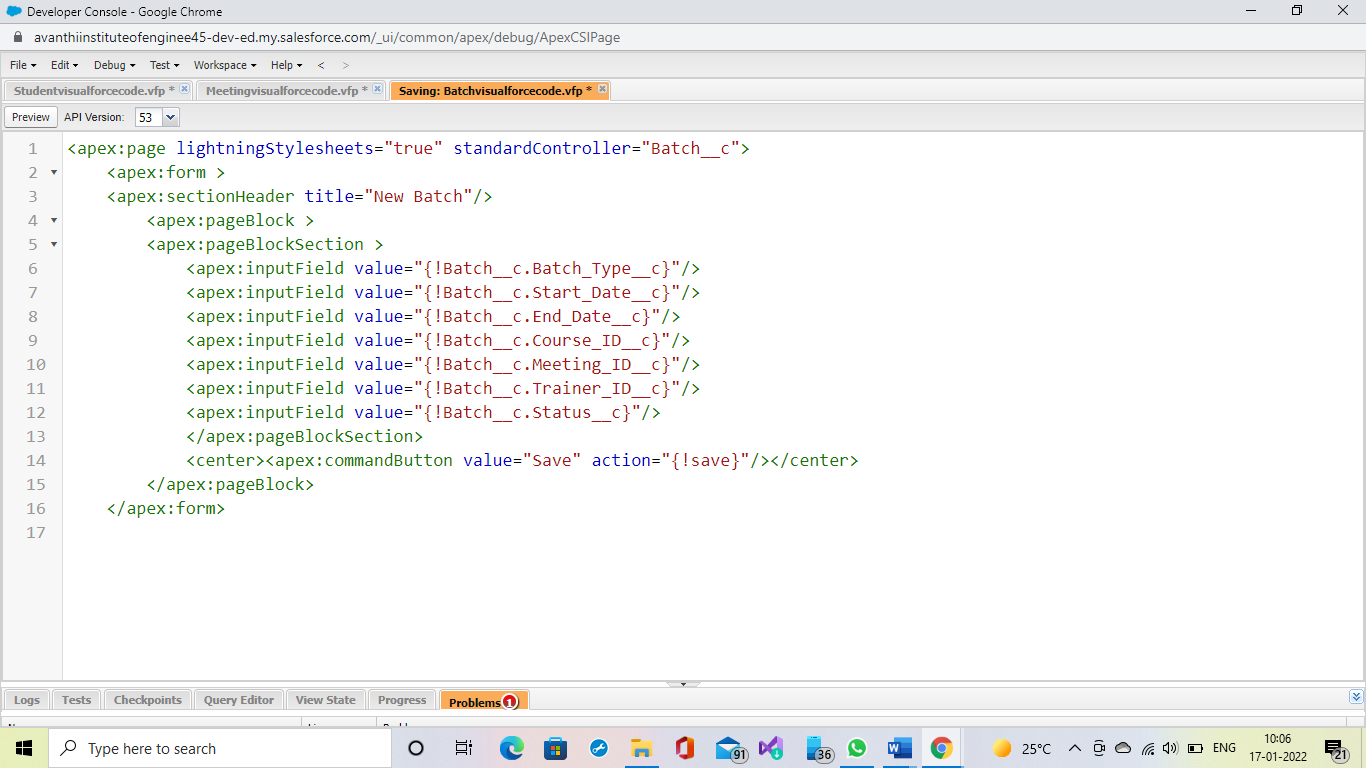 Developer Console - Google Chrome
avanthiinstituteofenginee45-dev-ed.my.salesforce.com/_ui/common/apex/debug/ApexCSIPage
File Edit Debug Test Workspace Help < >
Studentvisualforcecode.vfp * Meetingvisualforcecode.vfp * Saving: Batchvisualforcecode.vfp *
Preview API Version: 53
1 <apex:page lightningStylesheets="true" standardController="Batch__c">
2 <apex:form >
3 <apex:sectionHeader title="New Batch"/>
4 <apex:pageBlock >
5 <apex:pageBlockSection >
6 <apex:inputField value="{!Batch__c.Batch_Type__c}"/>
7 <apex:inputField value="{!Batch__c.Start_Date__c}"/>
8 <apex:inputField value="{!Batch__c.End_Date__c}"/>
9 <apex:inputField value="{!Batch__c.Course_ID__c}"/>
10 <apex:inputField value="{!Batch__c.Meeting_ID__c}"/>
11 <apex:inputField value="{!Batch__c.Trainer_ID__c}"/>
12 <apex:inputField value="{!Batch__c.Status__c}"/>
13 </apex:pageBlockSection>
14 <center><apex:commandButton value="Save" action="{!save}"/></center>
15 </apex:pageBlock>
16 </apex:form>
17
Logs Tests Checkpoints Query Editor View State Progress Problems 1
Type here to search 91 36 25°C ENG 10:06
17-01-2022 21